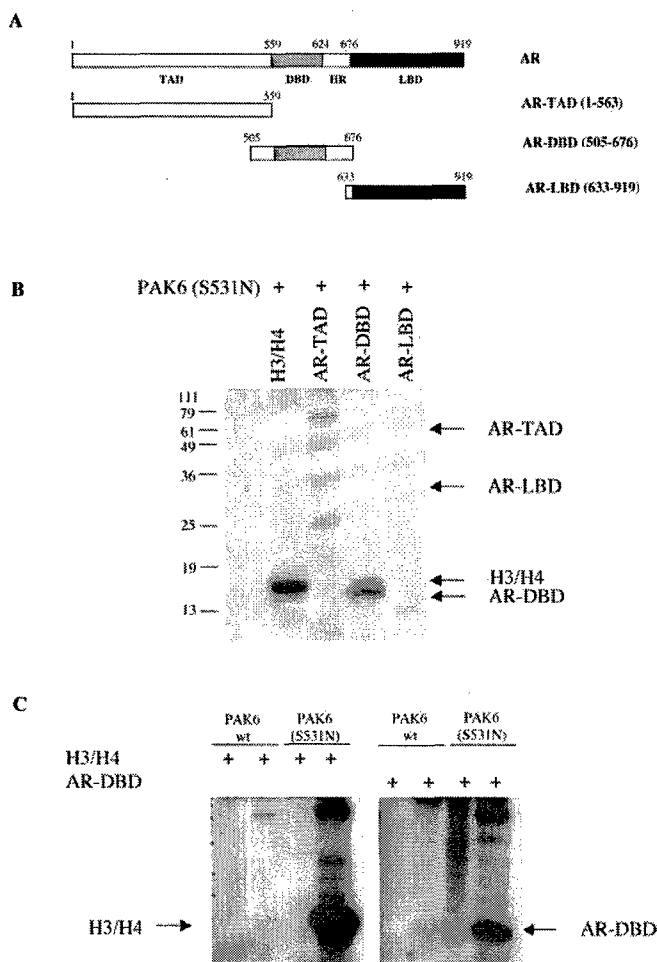 A
1 559 624 676 919
AR
TAD DBD HR LBD
1 559
AR-TAD (1-563)
505 676
AR-DBD (505-676)
633 919
AR-LBD (633-919)
B
PAK6 (S531N) + + + +
H3/H4 AR-TAD AR-DBD AR-LBD
111
79
61
49
36
25
19
13
AR-TAD
AR-LBD
H3/H4
AR-DBD
C
PAK6 wt
PAK6 (S531N)
PAK6 wt
PAK6 (S531N)
H3/H4 + + + +
AR-DBD + + + +
H3/H4
AR-DBD